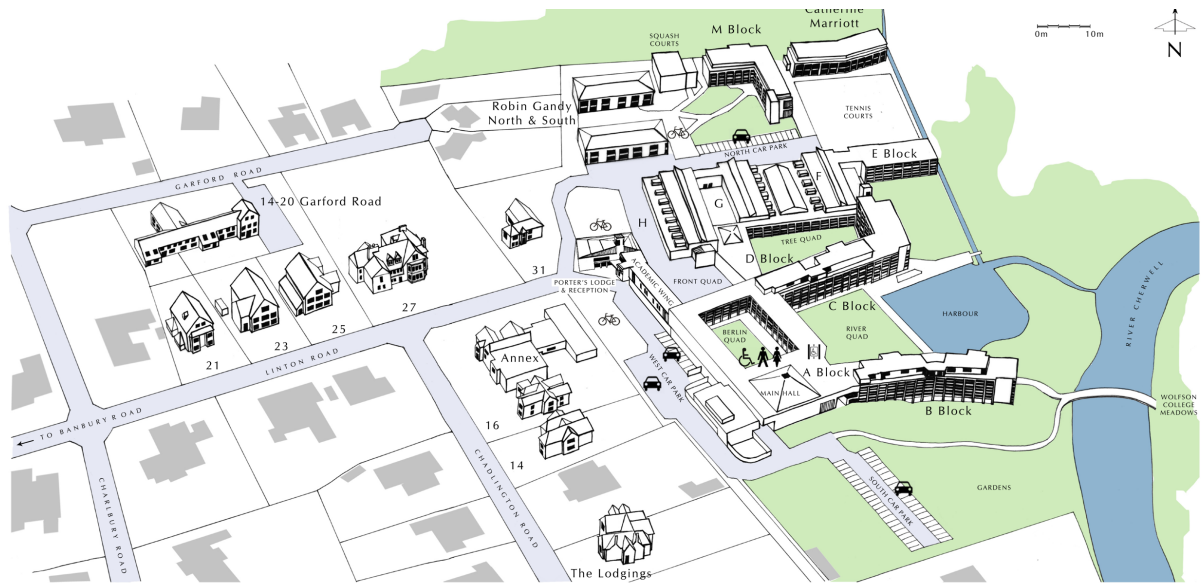 Catherine
Marriott
M Block
SQUASH
COURTS
0m
10m
N
Robin Gandy
North & South
TENNIS
COURTS
NORTH CAR PARK
E Block
F
GARFORD ROAD
14-20 Garford Road
G
H
TREE QUAD
D Block
31
PORTER'S LODGE
& RECEPTION
ACADEMIC WING
FRONT QUAD
C Block
HARBOUR
RIVER CHERWELL
27
25
23
21
LINTON ROAD
Annex
WEST CAR PARK
BERLIN
QUAD
RIVER
QUAD
A Block
MAIN HALL
B Block
WOLFSON
COLLEGE
MEADOWS
TO BANBURY ROAD
16
14
CHARLBURY ROAD
CHADLINGTON ROAD
SOUTH CAR PARK
GARDENS
The Lodgings